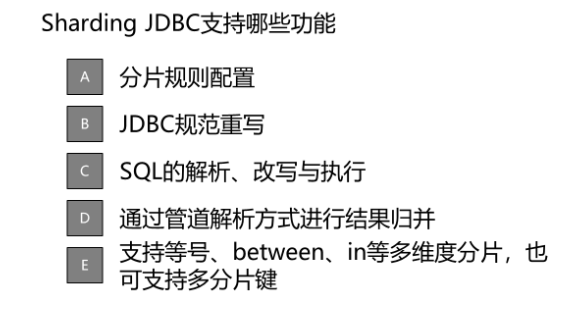 Sharding JDBC支持哪些功能
A 分片规则配置
B JDBC规范重写
C SQL的解析、改写与执行
D 通过管道解析方式进行结果归并
E 支持等号、between、in等多维度分片，也
可支持多分片键